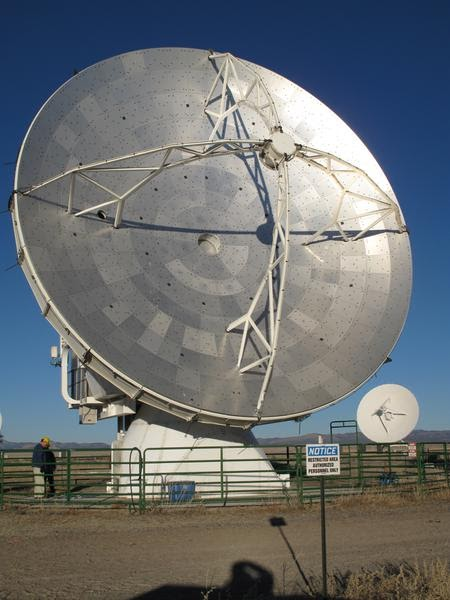 NOTICE
RESTRICTED AREA
AUTHORIZED
PERSONNEL ONLY